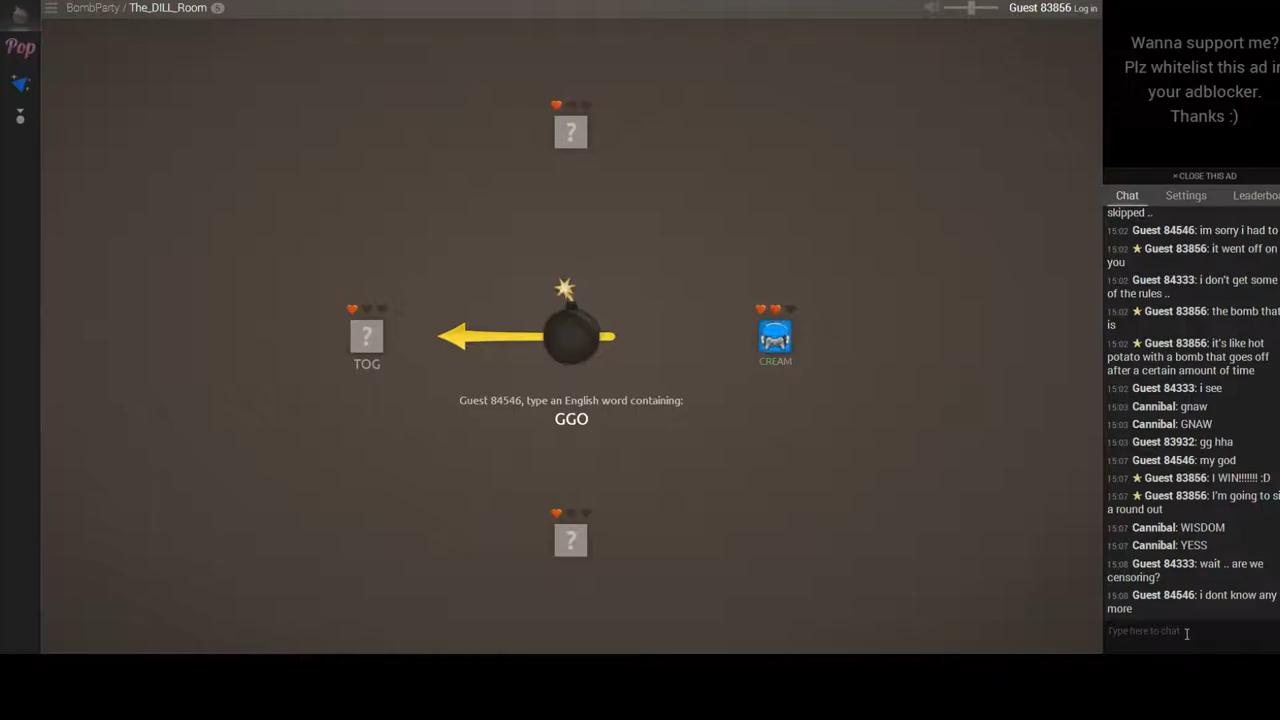 BombParty / The_DILL_Room 5
Guest 83856 Log in
Pop
Wanna support me?
Plz whitelist this ad in
your adblocker.
Thanks :)
× CLOSE THIS AD
Chat Settings
skipped ..
15:02 Guest 84546: im sorry i had to
15:02 ★ Guest 83856: it went off on
you
15:02 Guest 84333: i don't get some
of the rules ..
15:02 ★ Guest 83856: the bomb that
is
15:02 ★ Guest 83856: it's like hot
potato with a bomb that goes off
after a certain amount of time
15:02 Guest 84333: i see
15:03 Cannibal: gnaw
15:03 Cannibal: GNAW
15:03 Guest 83932: gg hha
15:07 Guest 84546: my god
15:07 ★ Guest 83856: I WIN!!!!!!! :D
15:07 ★ Guest 83856: I'm going to si
a round out
15:07 Cannibal: WISDOM
15:07 Cannibal: YESS
15:08 Guest 84333: wait .. are we
censoring?
15:08 Guest 84546: i dont know any
more
Type here to chat
?
?
TOG
CREAM
Guest 84546, type an English word containing:
GGO
?